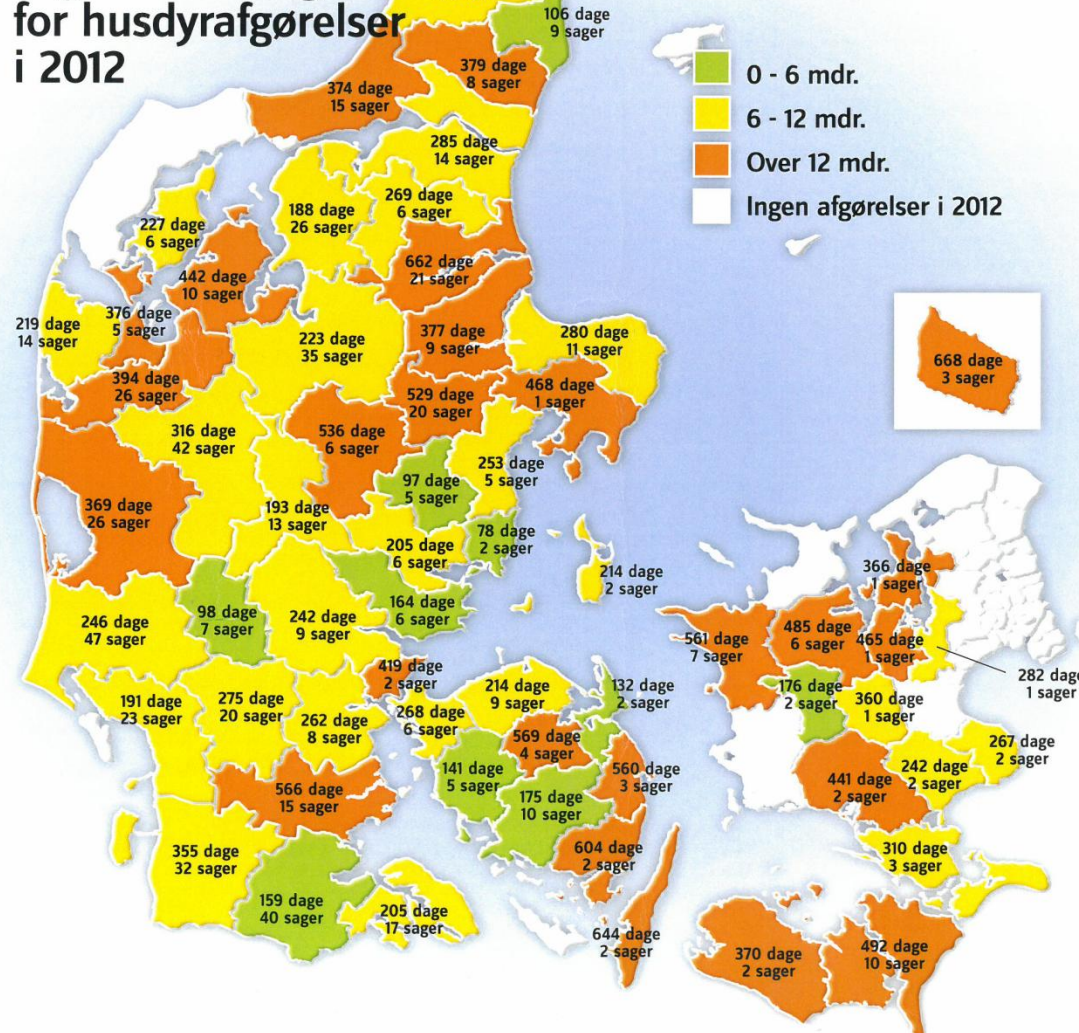 for husdyrafgørelser
i 2012
0 - 6 mdr.
6 - 12 mdr.
Over 12 mdr.
Ingen afgørelser i 2012
106 dage
9 sager
379 dage
8 sager
374 dage
15 sager
285 dage
14 sager
269 dage
6 sager
188 dage
26 sager
227 dage
6 sager
442 dage
10 sager
662 dage
21 sager
376 dage
5 sager
219 dage
14 sager
223 dage
35 sager
377 dage
9 sager
280 dage
11 sager
668 dage
3 sager
394 dage
26 sager
529 dage
20 sager
468 dage
1 sager
316 dage
42 sager
536 dage
6 sager
253 dage
5 sager
97 dage
5 sager
369 dage
26 sager
193 dage
13 sager
78 dage
2 sager
205 dage
6 sager
214 dage
2 sager
366 dage
1 sager
98 dage
7 sager
164 dage
6 sager
246 dage
47 sager
242 dage
9 sager
485 dage
6 sager
561 dage
7 sager
465 dage
1 sager
419 dage
2 sager
282 dage
1 sager
214 dage
9 sager
132 dage
2 sager
176 dage
2 sager
360 dage
1 sager
191 dage
23 sager
275 dage
20 sager
262 dage
8 sager
268 dage
6 sager
569 dage
4 sager
267 dage
2 sager
141 dage
5 sager
560 dage
3 sager
242 dage
2 sager
441 dage
2 sager
566 dage
15 sager
175 dage
10 sager
604 dage
2 sager
310 dage
3 sager
355 dage
32 sager
159 dage
40 sager
205 dage
17 sager
644 dage
2 sager
370 dage
2 sager
492 dage
10 sager